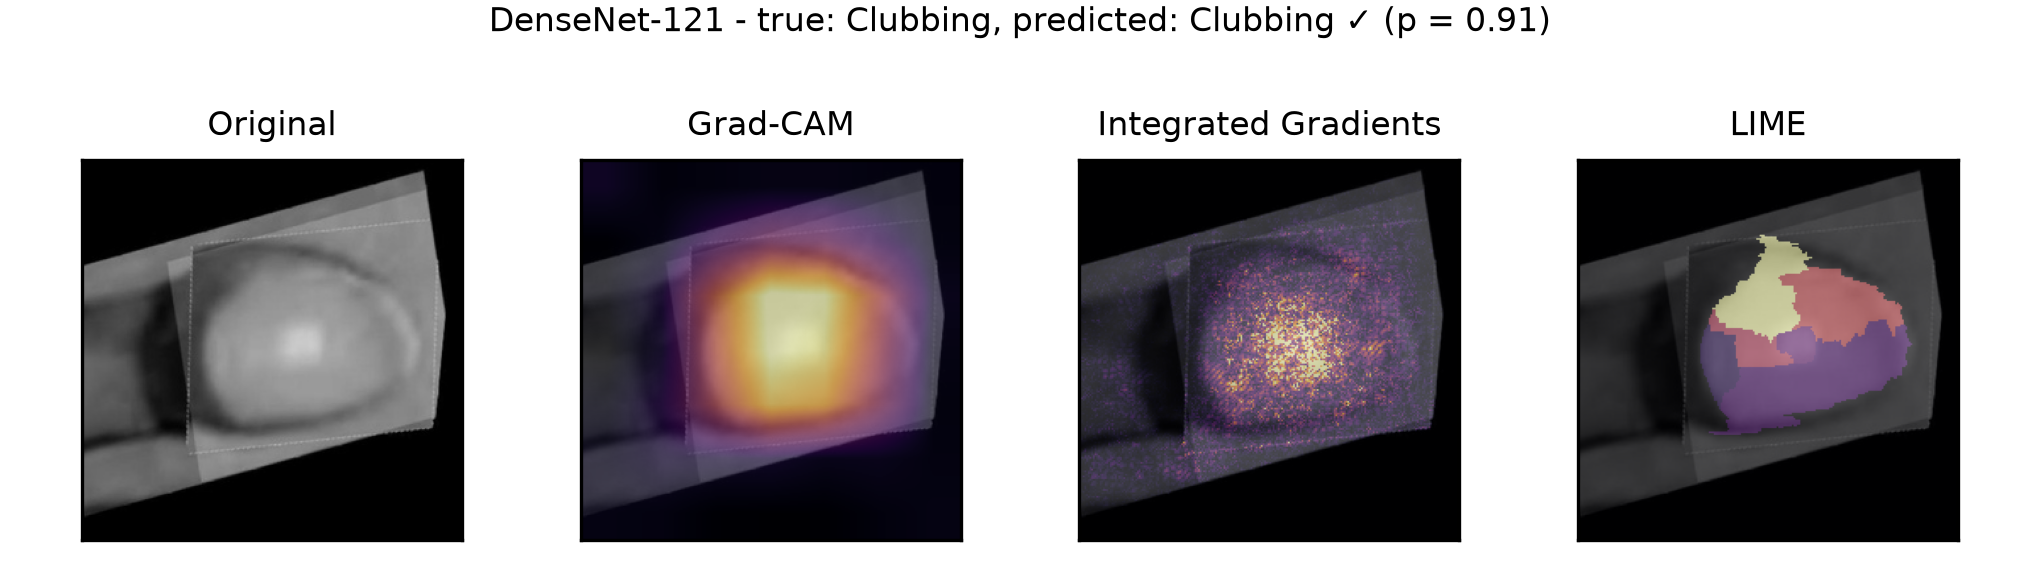 DenseNet-121 - true: Clubbing, predicted: Clubbing ✓ (p = 0.91)
Original
Grad-CAM
Integrated Gradients
LIME